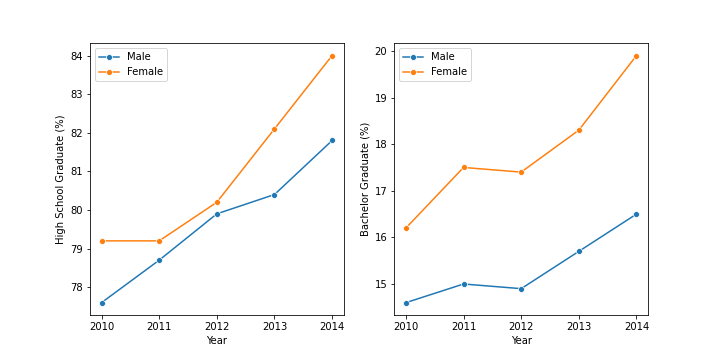 Male
Female
84
83
82
81
80
79
78
High School Graduate (%)
2010 2011 2012 2013 2014
Year
Male
Female
20
19
18
17
16
15
Bachelor Graduate (%)
2010 2011 2012 2013 2014
Year